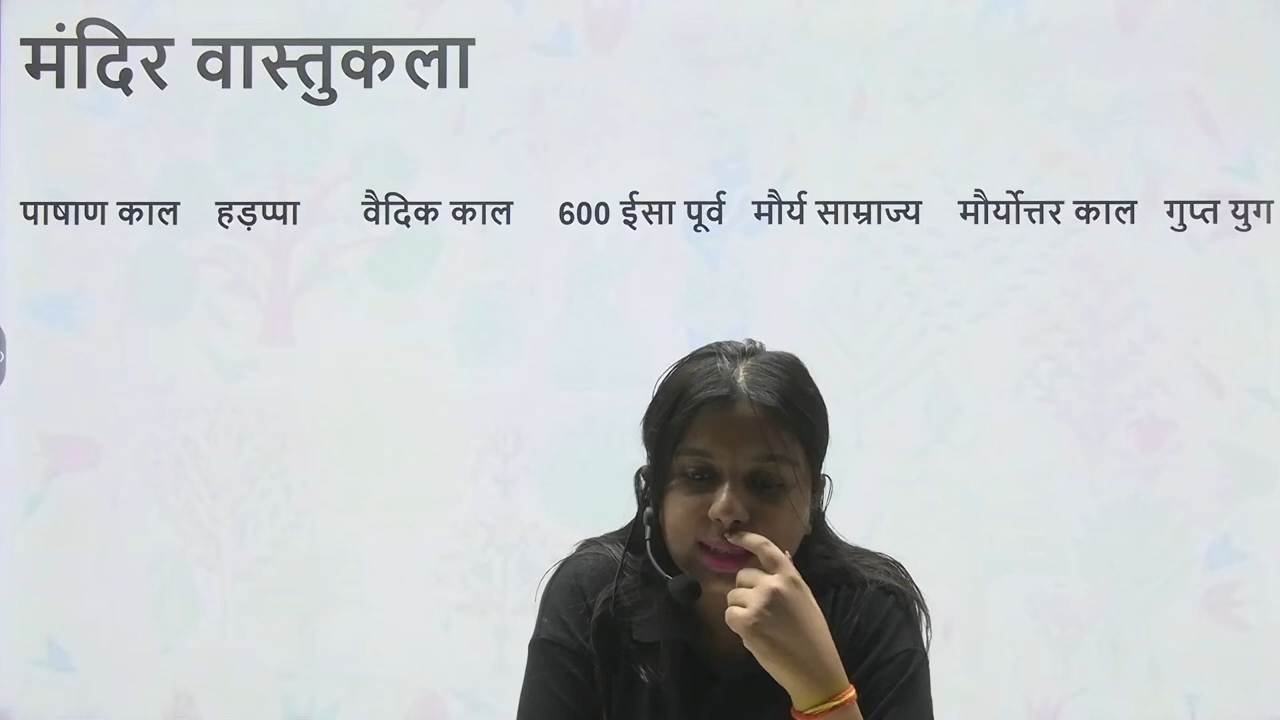 मंदिर वास्तुकला
पाषाण काल हड़प्पा वैदिक काल 600 ईसा पूर्व मौर्य साम्राज्य मौर्योत्तर काल गुप्त युग